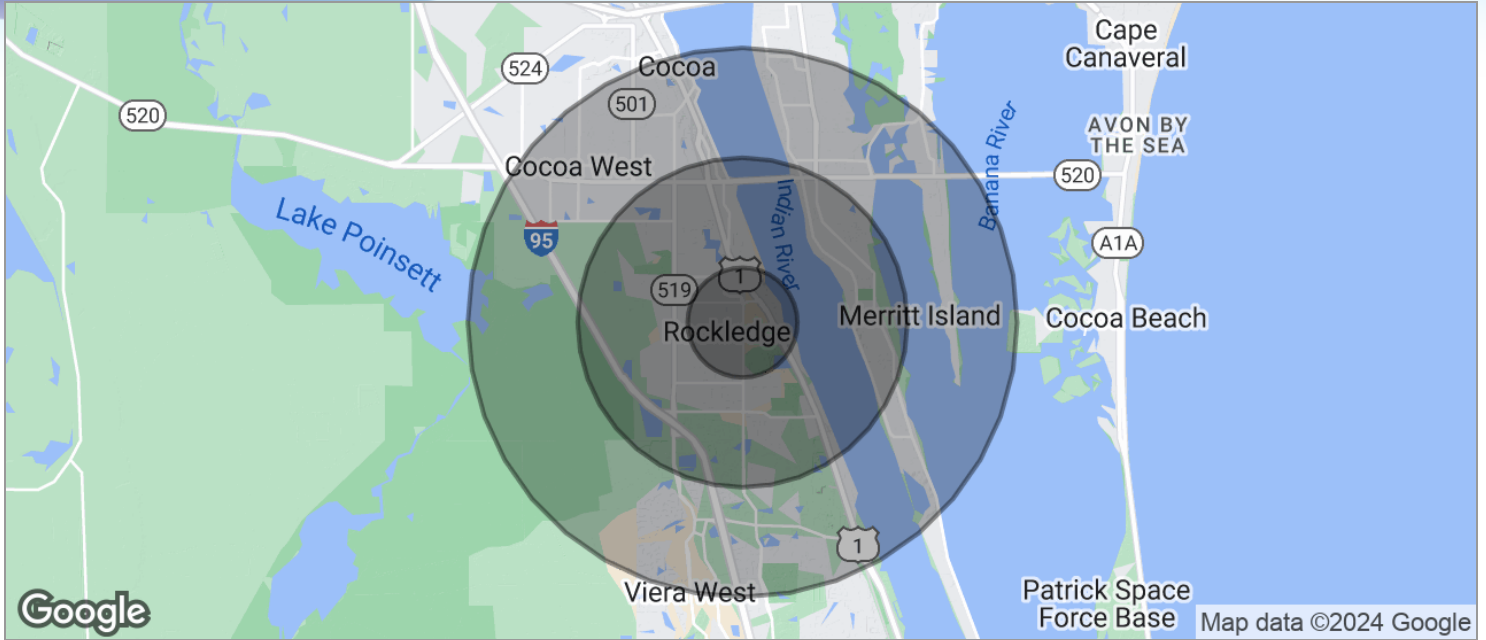 Cape
Canaveral
Cocoa
524
501
520
AVON BY
THE SEA
Cocoa West
520
Banana River
Indian River
Lake Poinsett
95
A1A
1
519
Rockledge
Merritt Island
Cocoa Beach
1
Viera West
Patrick Space
Force Base
Google
Map data ©2024 Google